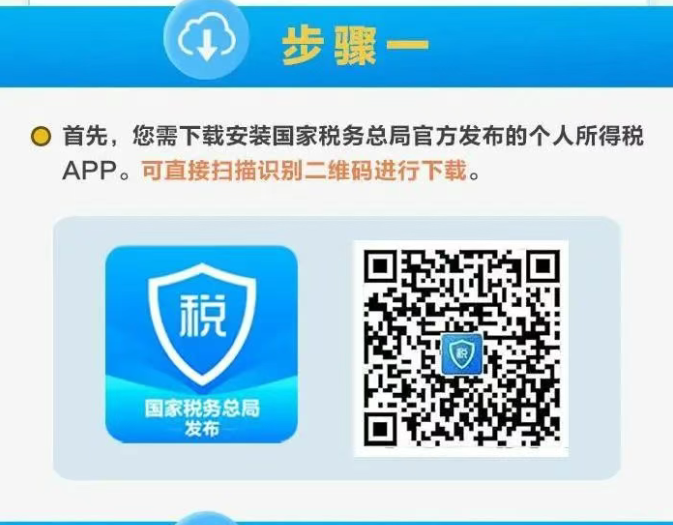 步骤一
首先，您需下载安装国家税务总局官方发布的个人所得税
APP。可直接扫描识别二维码进行下载。
税
国家税务总局
发布
税